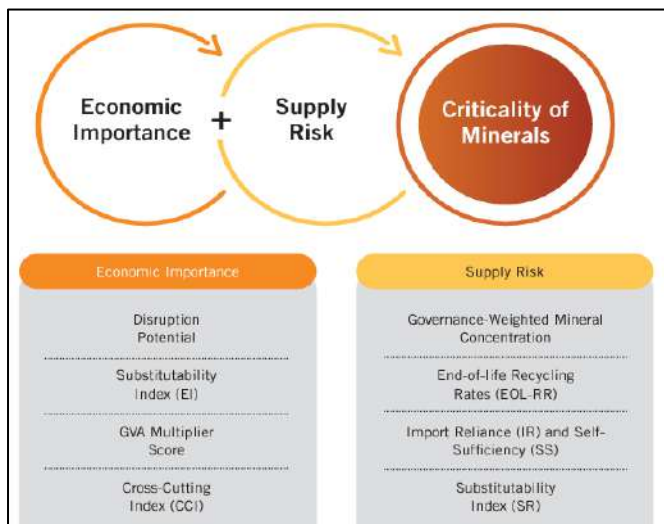 Economic
Importance
+
Supply
Risk
Criticality of
Minerals
Economic Importance
Disruption
Potential
Substitutability
Index (EI)
GVA Multiplier
Score
Cross-Cutting
Index (CCI)
Supply Risk
Governance-Weighted Mineral
Concentration
End-of-life Recycling
Rates (EOL-RR)
Import Reliance (IR) and Self-
Sufficiency (SS)
Substitutability
Index (SR)